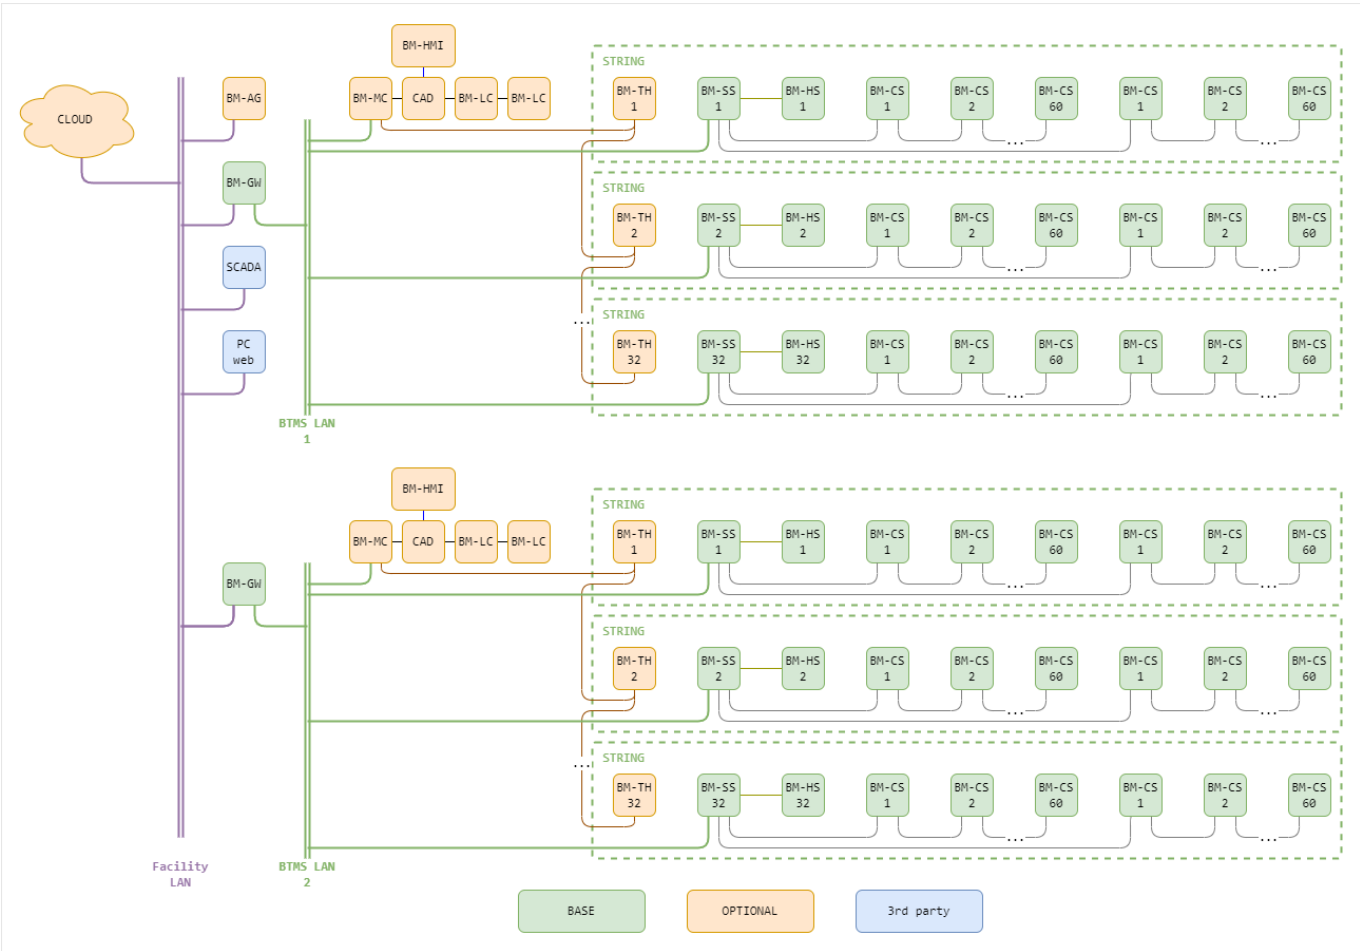 BM-HMI
CLOUD
BM-AG
BM-MC
CAD
BM-LC
BM-LC
STRING
BM-TH
1
BM-SS
1
BM-HS
1
BM-CS
1
BM-CS
2
...
BM-CS
60
BM-CS
1
BM-CS
2
...
BM-CS
60
BM-GW
STRING
BM-TH
2
BM-SS
2
BM-HS
2
BM-CS
1
BM-CS
2
...
BM-CS
60
BM-CS
1
BM-CS
2
...
BM-CS
60
SCADA
...
STRING
BM-TH
32
BM-SS
32
BM-HS
32
BM-CS
1
BM-CS
2
...
BM-CS
60
BM-CS
1
BM-CS
2
...
BM-CS
60
PC
web
BTMS LAN
1
BM-HMI
BM-MC
CAD
BM-LC
BM-LC
STRING
BM-TH
1
BM-SS
1
BM-HS
1
BM-CS
1
BM-CS
2
...
BM-CS
60
BM-CS
1
BM-CS
2
...
BM-CS
60
BM-GW
STRING
BM-TH
2
BM-SS
2
BM-HS
2
BM-CS
1
BM-CS
2
...
BM-CS
60
BM-CS
1
BM-CS
2
...
BM-CS
60
...
STRING
BM-TH
32
BM-SS
32
BM-HS
32
BM-CS
1
BM-CS
2
...
BM-CS
60
BM-CS
1
BM-CS
2
...
BM-CS
60
Facility
LAN
BTMS LAN
2
BASE
OPTIONAL
3rd party